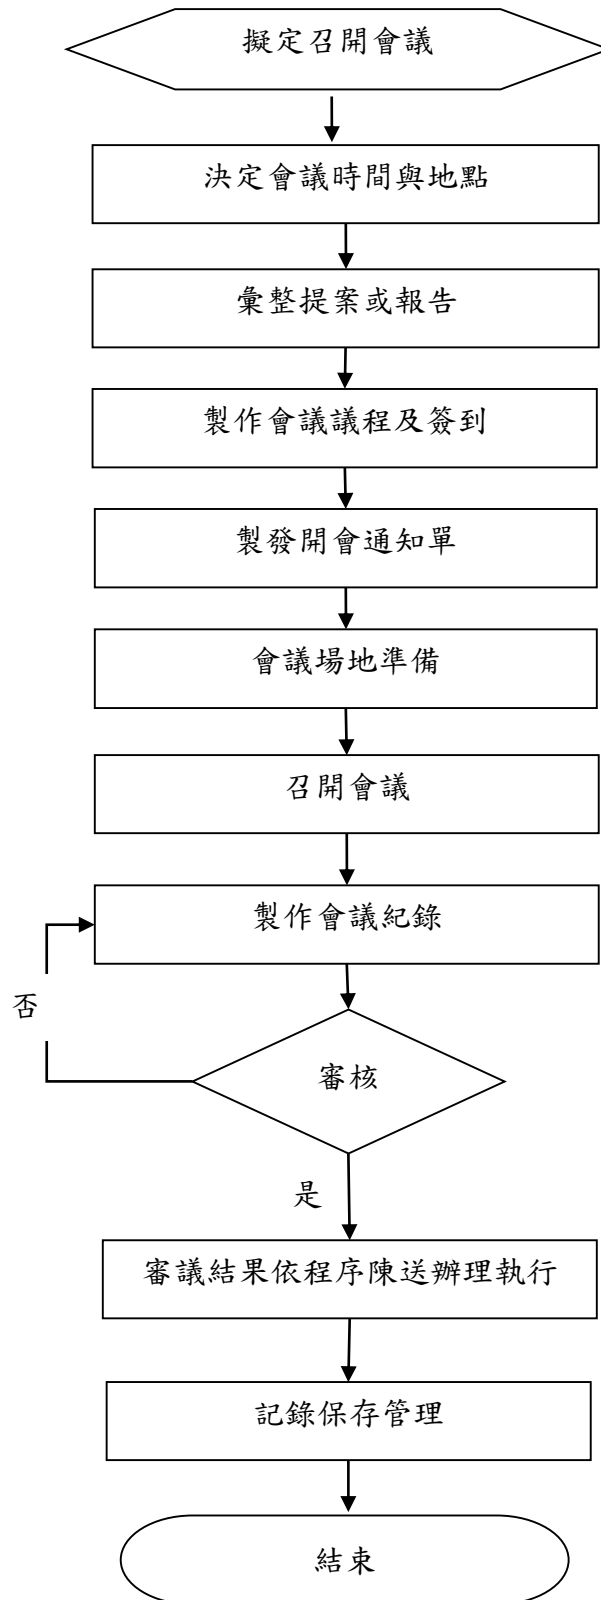 擬定召開會議
決定會議時間與地點
彙整提案或報告
製作會議議程及簽到
製發開會通知單
會議場地準備
召開會議
製作會議紀錄
否
審核
是
審議結果依程序陳送辦理執行
記錄保存管理
結束